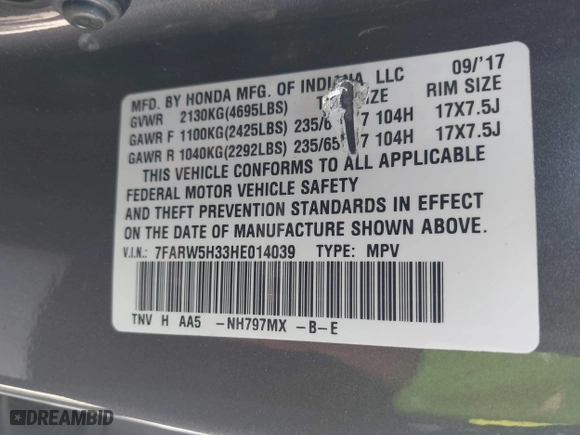 MFD. BY HONDA MFG. OF INDIANA, LLC 09/'17
GVWR 2130KG(4695LBS) SIZE RIM SIZE
GAWR F 1100KG(2425LBS) 235/6 7 104H 17X7.5J
GAWR R 1040KG(2292LBS) 235/65 7 104H 17X7.5J
THIS VEHICLE CONFORMS TO ALL APPLICABLE
FEDERAL MOTOR VEHICLE SAFETY
AND THEFT PREVENTION STANDARDS IN EFFECT
ON THE DATE OF MANUFACTURE SHOWN ABOVE.
V.I.N.: 7FARW5H33HE014039 TYPE: MPV
TNV H AA5 -NH797MX -B-E
DREAMBID